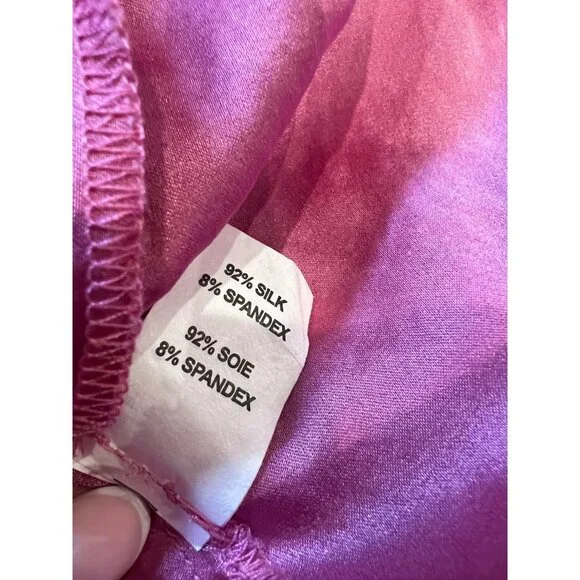 92% SILK
8% SPANDEX
92% SOIE
8% SPANDEX